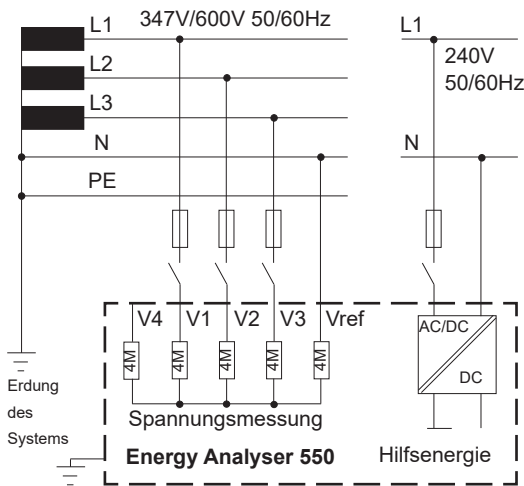 L1 347V/600V 50/60Hz
L2
L3
N
PE
L1
240V
50/60Hz
N
V4 V1 V2 V3 Vref
4M 4M 4M 4M 4M
Spannungsmessung
Energy Analyser 550
AC/DC
DC
Hilfsenergie
Erdung
des
Systems